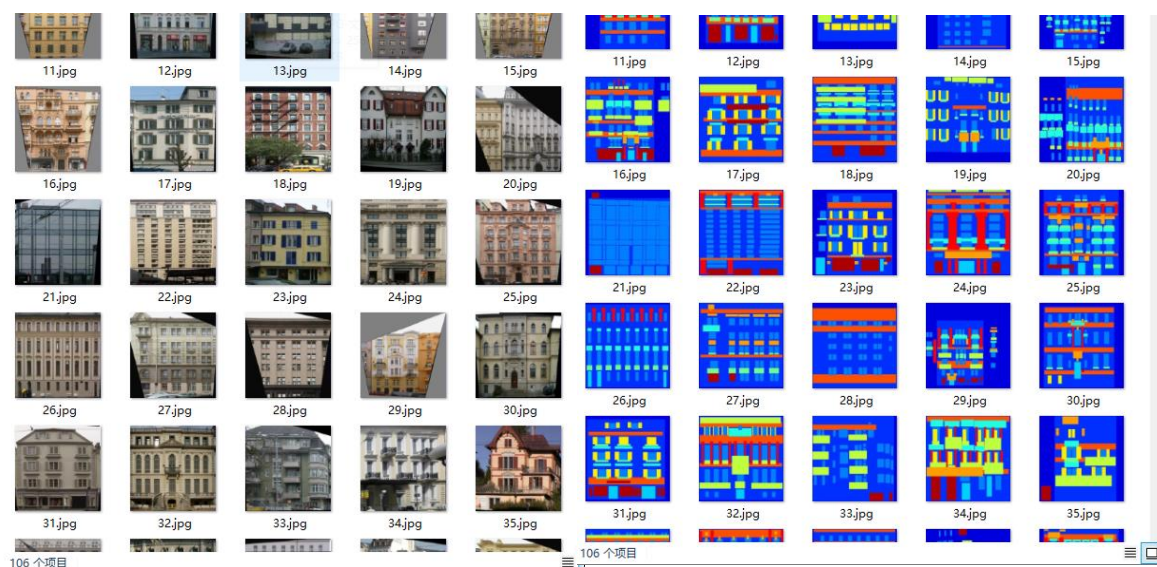 11.jpg 12.jpg 13.jpg 14.jpg 15.jpg
16.jpg 17.jpg 18.jpg 19.jpg 20.jpg
21.jpg 22.jpg 23.jpg 24.jpg 25.jpg
26.jpg 27.jpg 28.jpg 29.jpg 30.jpg
31.jpg 32.jpg 33.jpg 34.jpg 35.jpg
106 个项目
11.jpg 12.jpg 13.jpg 14.jpg 15.jpg
16.jpg 17.jpg 18.jpg 19.jpg 20.jpg
21.jpg 22.jpg 23.jpg 24.jpg 25.jpg
26.jpg 27.jpg 28.jpg 29.jpg 30.jpg
31.jpg 32.jpg 33.jpg 34.jpg 35.jpg
106 个项目